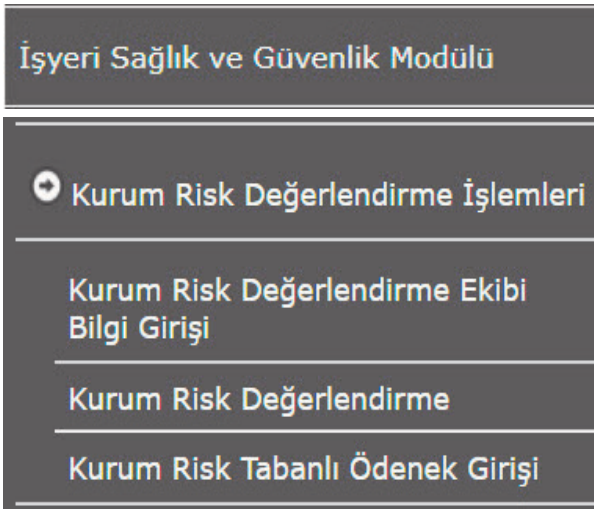 İşyeri Sağlık ve Güvenlik Modülü
Kurum Risk Değerlendirme İşlemleri
Kurum Risk Değerlendirme Ekibi
Bilgi Girişi
Kurum Risk Değerlendirme
Kurum Risk Tabanlı Ödenek Girişi